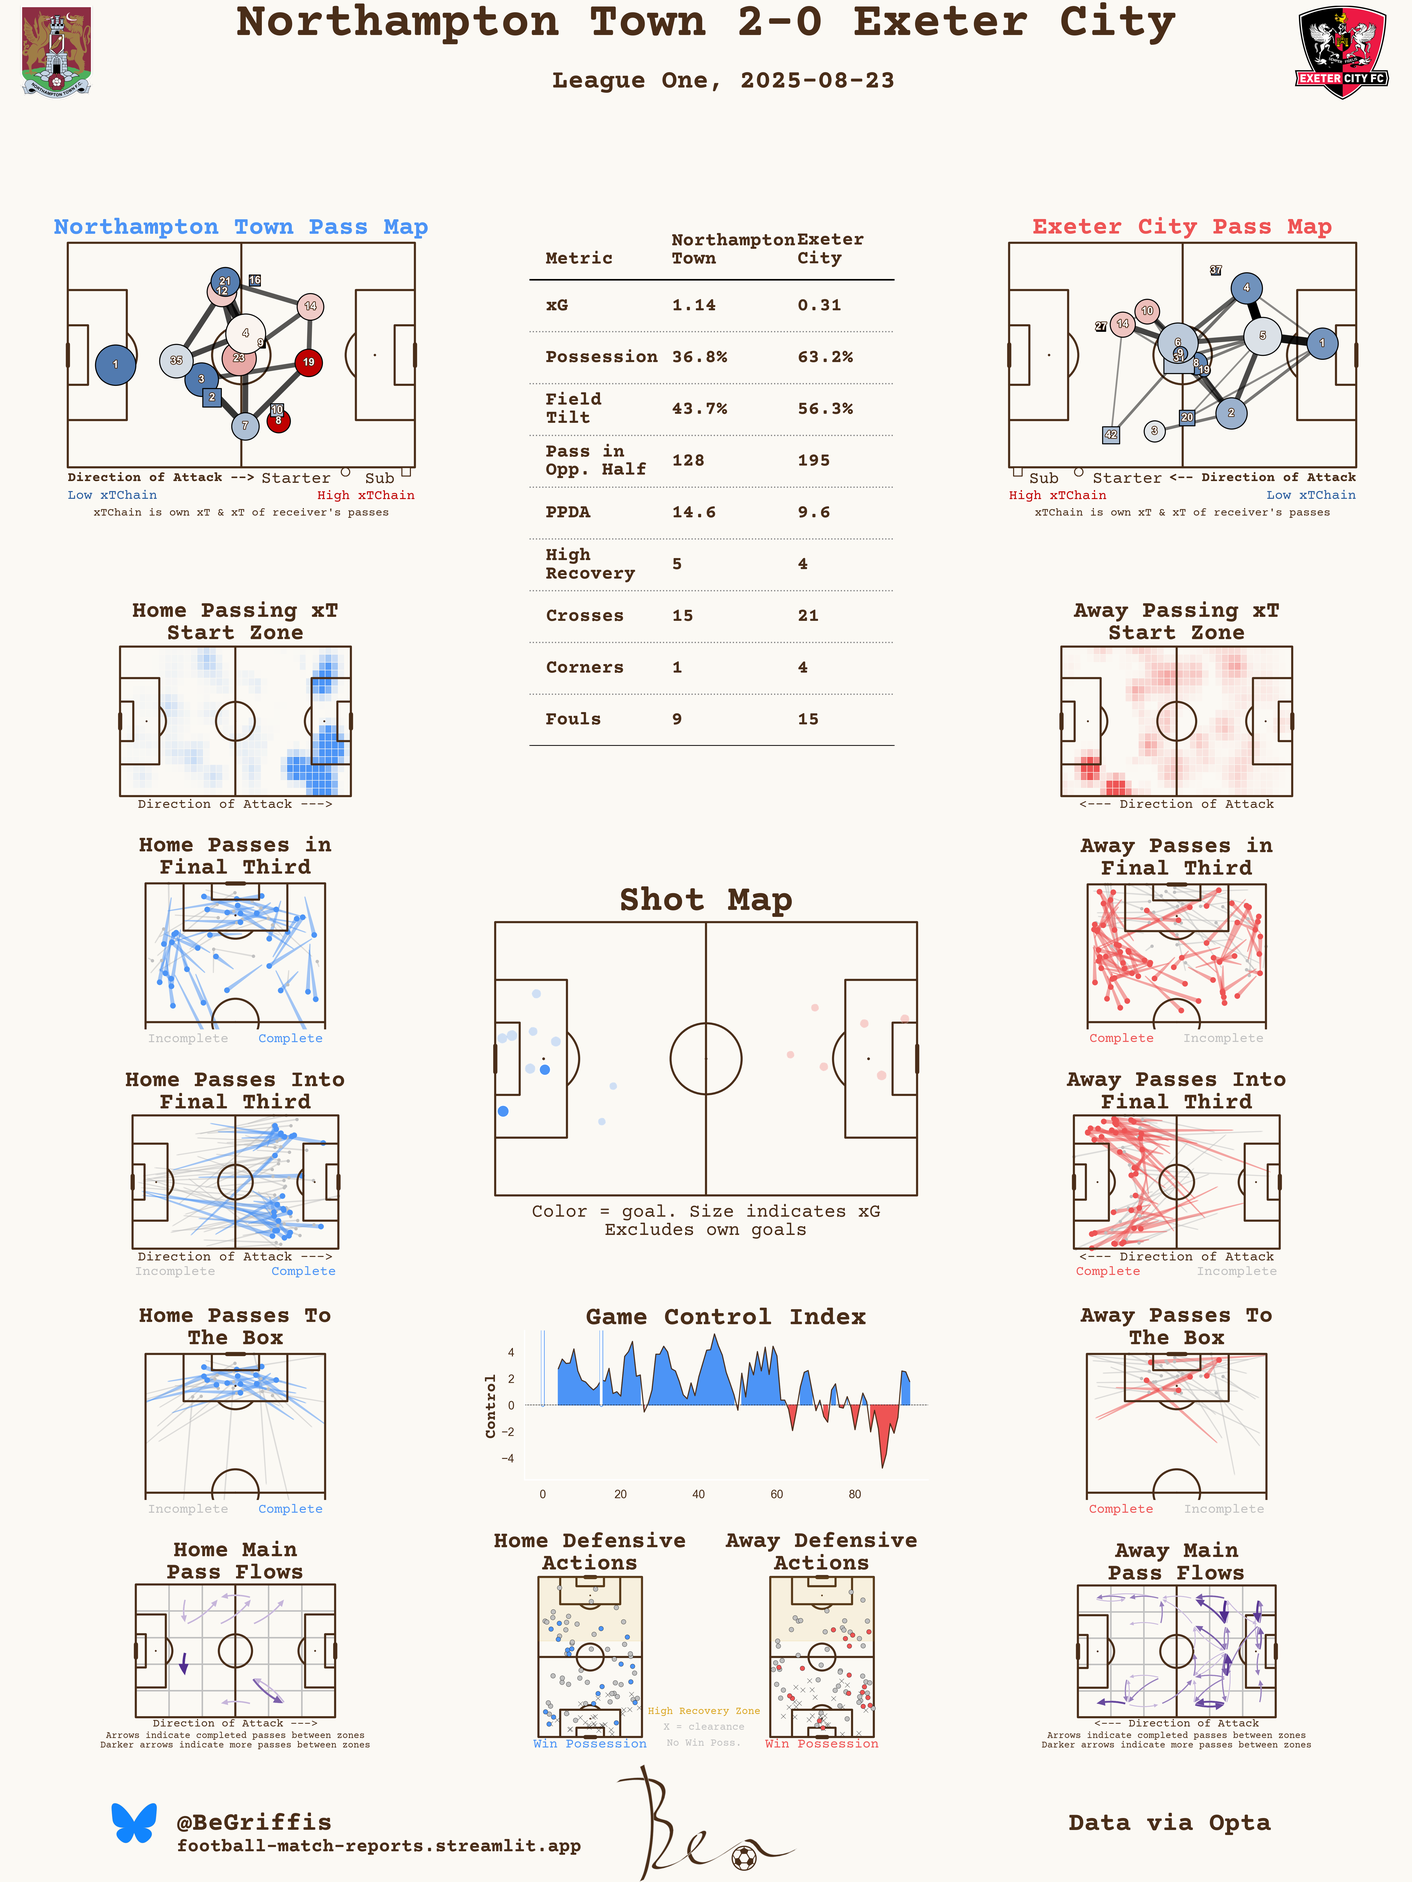 Northampton Town 2-0 Exeter City
League One, 2025-08-23
NORTHAMPTON TOWN F.C.
EXETER CITY FC
Northampton Town Pass Map
21
12
16
14
4
9
23
19
35
3
1
2
10
8
7
Direction of Attack --> Starter Sub
Low xTChain High xTChain
xTChain is own xT & xT of receiver's passes
Metric Northampton Town Exeter City
xG 1.14 0.31
Possession 36.8% 63.2%
Field Tilt 43.7% 56.3%
Pass in Opp. Half 128 195
PPDA 14.6 9.6
High Recovery 5 4
Crosses 15 21
Corners 1 4
Fouls 9 15
Exeter City Pass Map
37
4
10
14
27
6
5
1
9
8
19
2
20
3
42
Sub Starter <-- Direction of Attack
High xTChain Low xTChain
xTChain is own xT & xT of receiver's passes
Home Passing xT
Start Zone
Direction of Attack --->
Away Passing xT
Start Zone
<--- Direction of Attack
Home Passes in
Final Third
Incomplete Complete
Away Passes in
Final Third
Complete Incomplete
Shot Map
Color = goal. Size indicates xG
Excludes own goals
Home Passes Into
Final Third
Direction of Attack --->
Incomplete Complete
Away Passes Into
Final Third
<--- Direction of Attack
Complete Incomplete
Home Passes To
The Box
Incomplete Complete
Game Control Index
Control
4
2
0
−2
−4
0 20 40 60 80
Away Passes To
The Box
Complete Incomplete
Home Main
Pass Flows
Direction of Attack --->
Arrows indicate completed passes between zones
Darker arrows indicate more passes between zones
Home Defensive
Actions
Win Possession
High Recovery Zone
X = clearance
No Win Poss.
Away Defensive
Actions
Win Possession
Away Main
Pass Flows
<--- Direction of Attack
Arrows indicate completed passes between zones
Darker arrows indicate more passes between zones
@BeGriffis
football-match-reports.streamlit.app
Ben
Data via Opta